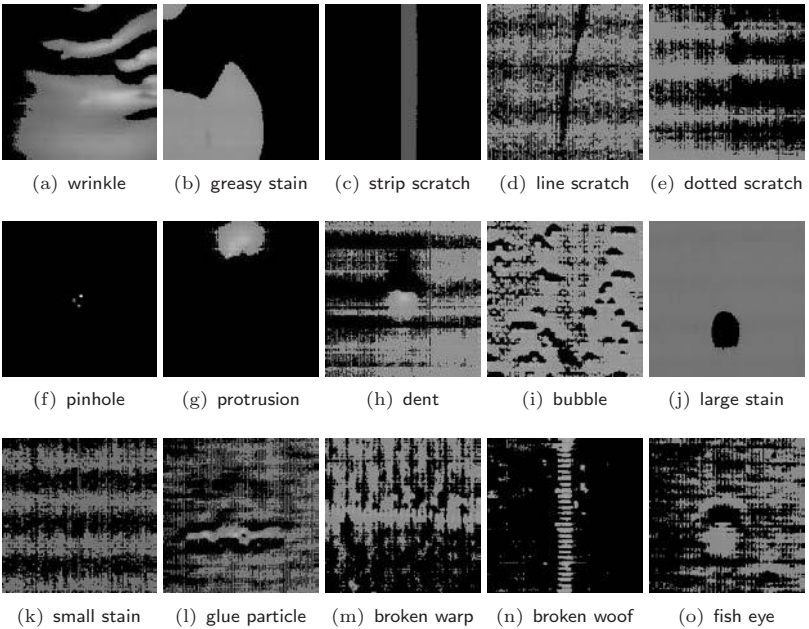 (a) wrinkle
(b) greasy stain
(c) strip scratch
(d) line scratch
(e) dotted scratch
(f) pinhole
(g) protrusion
(h) dent
(i) bubble
(j) large stain
(k) small stain
(l) glue particle
(m) broken warp
(n) broken woof
(o) fish eye